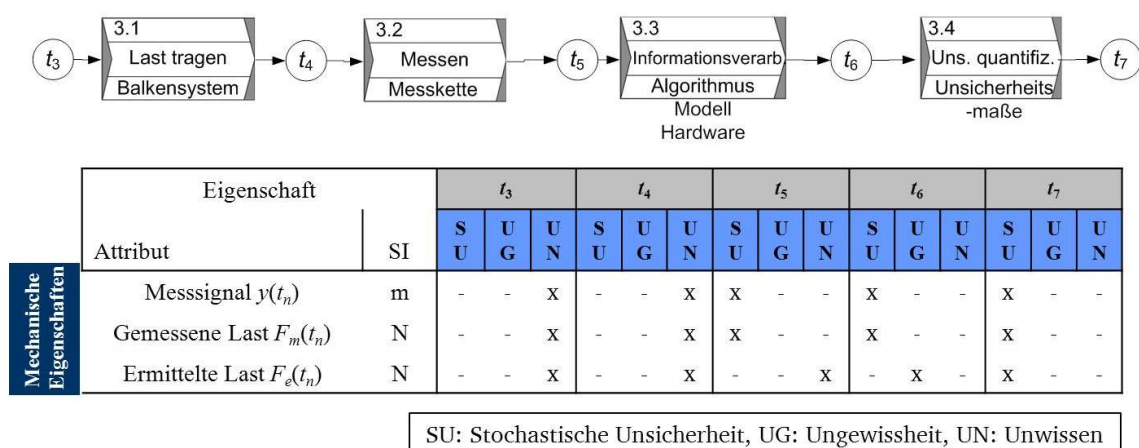 3.1
3.2
3.3
3.4
t3 Last tragen t4 Messen t5 Informationsverarb. t6 Uns. quantifiz. t7
Balkensystem Messkette Algorithmus Unsicherheits
Modell -maße
Hardware
Eigenschaft t3 t4 t5 t6 t7
S U U S U U S U U S U U S U U
Attribut SI U G N U G N U G N U G N U G N
Mechanische
Eigenschaften
Messsignal y(tn) m - - x - - x x - - x - - x - -
Gemessene Last Fm(tn) N - - x - - x x - - x - - x - -
Ermittelte Last Fe(tn) N - - x - - x - - x - x - x - -
SU: Stochastische Unsicherheit, UG: Ungewissheit, UN: Unwissen